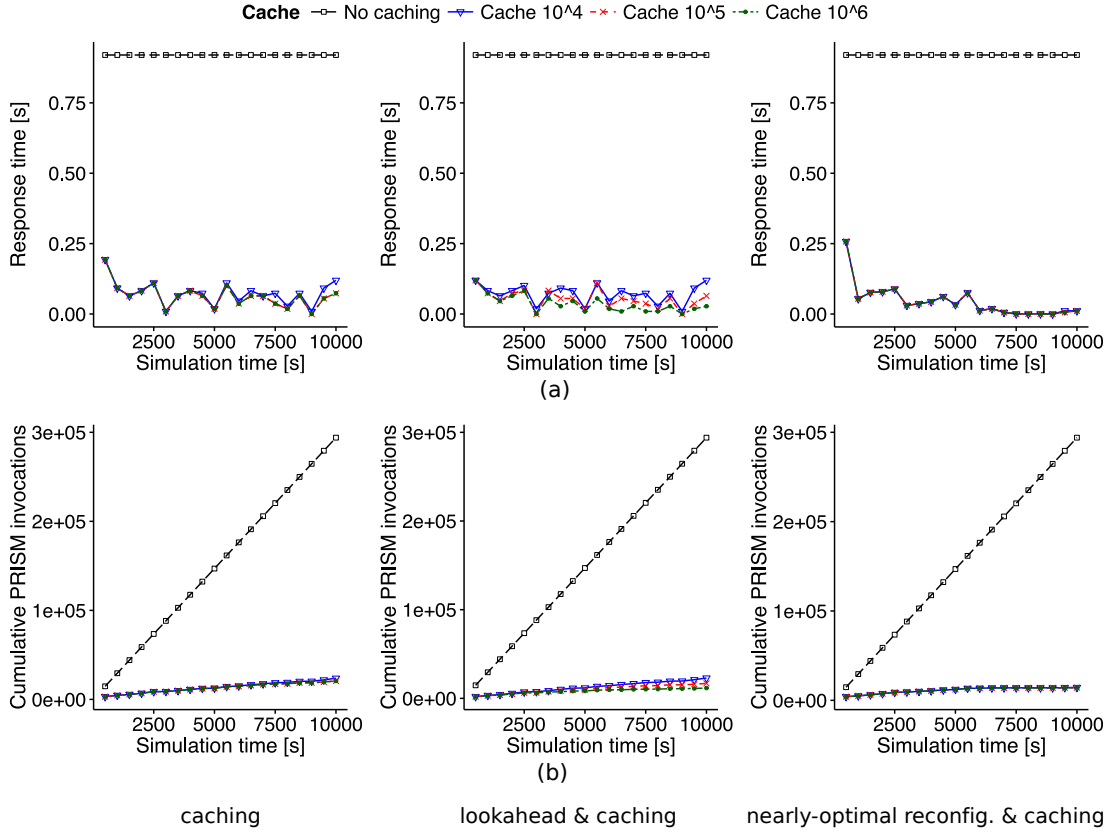 Cache No caching Cache 10^4 Cache 10^5 Cache 10^6
Response time [s]
0.75
0.50
0.25
0.00
2500 5000 7500 10000
Simulation time [s]
Response time [s]
0.75
0.50
0.25
0.00
2500 5000 7500 10000
Simulation time [s]
Response time [s]
0.75
0.50
0.25
0.00
2500 5000 7500 10000
Simulation time [s]
(a)
Cumulative PRISM invocations
3e+05
2e+05
1e+05
0e+00
2500 5000 7500 10000
Simulation time [s]
Cumulative PRISM invocations
3e+05
2e+05
1e+05
0e+00
2500 5000 7500 10000
Simulation time [s]
Cumulative PRISM invocations
3e+05
2e+05
1e+05
0e+00
2500 5000 7500 10000
Simulation time [s]
(b)
caching
lookahead & caching
nearly-optimal reconfig. & caching